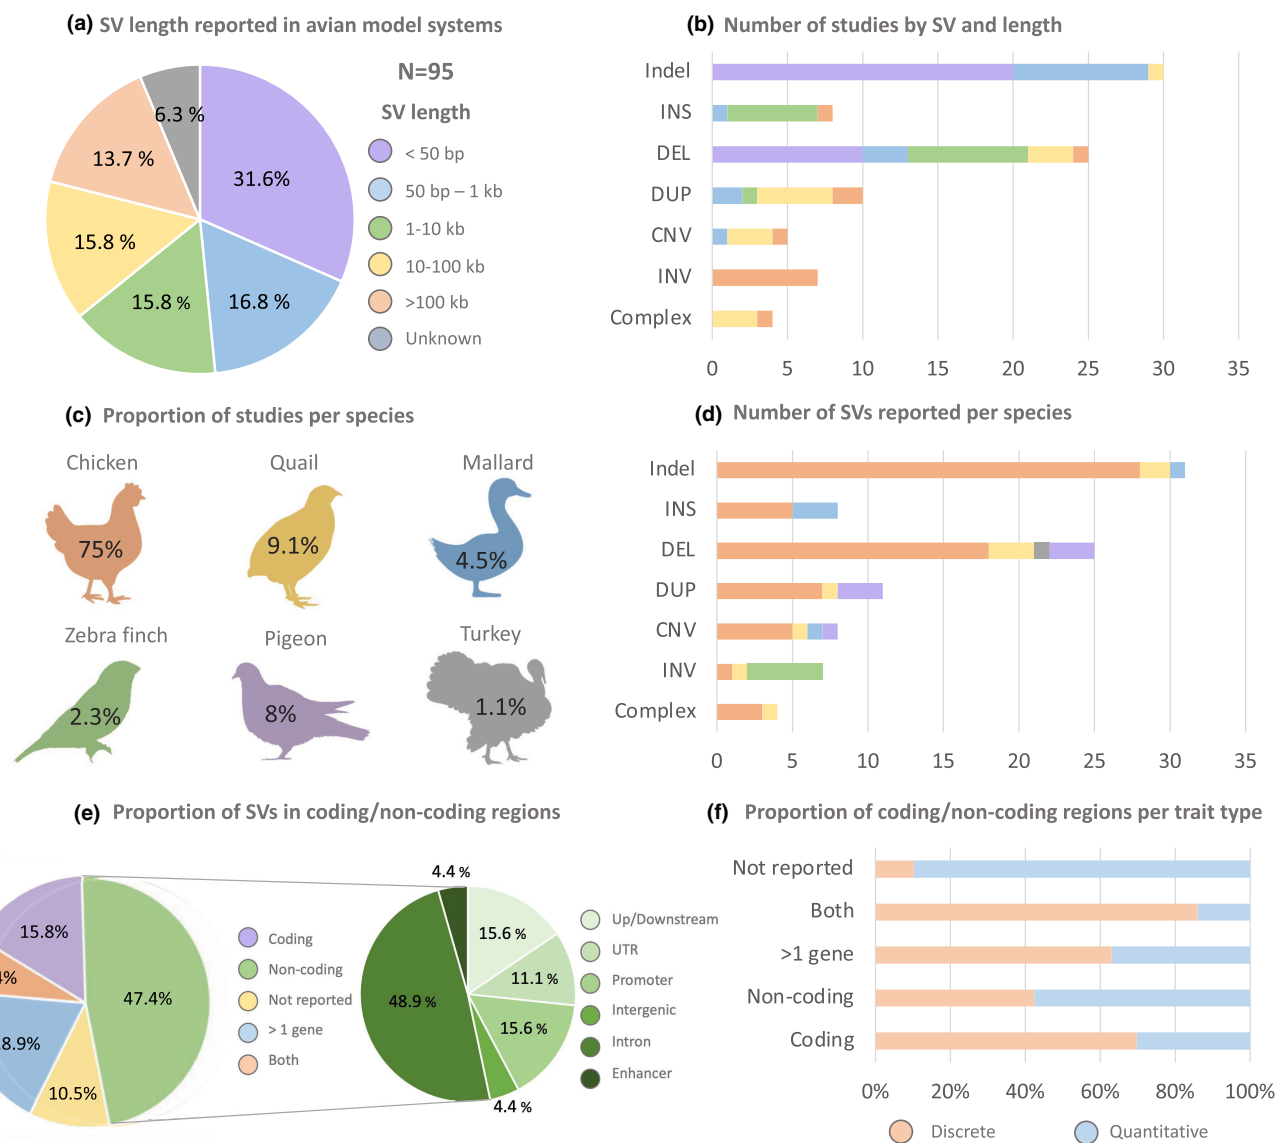 (a) SV length reported in avian model systems
N=95
SV length
< 50 bp
50 bp – 1 kb
1-10 kb
10-100 kb
>100 kb
Unknown
6.3 %
13.7 %
31.6%
15.8 %
15.8 %
16.8 %
(b) Number of studies by SV and length
Indel
INS
DEL
DUP
CNV
INV
Complex
0 5 10 15 20 25 30 35
(c) Proportion of studies per species
Chicken Quail Mallard
75% 9.1% 4.5%
Zebra finch Pigeon Turkey
2.3% 8% 1.1%
(d) Number of SVs reported per species
Indel
INS
DEL
DUP
CNV
INV
Complex
0 5 10 15 20 25 30 35
(e) Proportion of SVs in coding/non-coding regions
15.8%
4%
8.9%
10.5%
47.4%
Coding
Non-coding
Not reported
> 1 gene
Both
4.4 %
15.6 %
11.1 %
15.6 %
48.9 %
4.4 %
Up/Downstream
UTR
Promoter
Intergenic
Intron
Enhancer
(f) Proportion of coding/non-coding regions per trait type
Not reported
Both
>1 gene
Non-coding
Coding
0% 20% 40% 60% 80% 100%
Discrete Quantitative